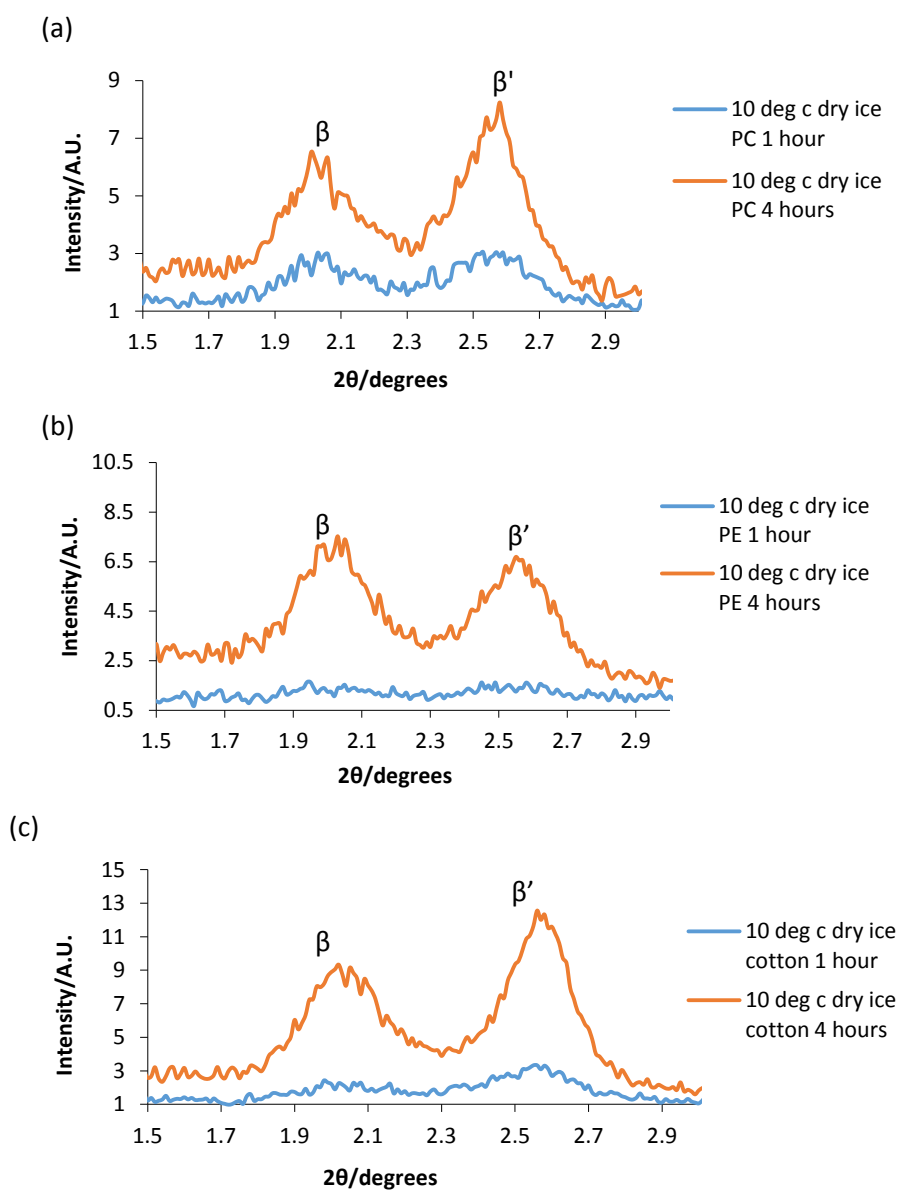 (a)
9
7
5
3
1
Intensity/A.U.
β
β'
10 deg c dry ice
PC 1 hour
10 deg c dry ice
PC 4 hours
1.5 1.7 1.9 2.1 2.3 2.5 2.7 2.9
2θ/degrees
(b)
10.5
8.5
6.5
4.5
2.5
0.5
Intensity/A.U.
β
β’
10 deg c dry ice
PE 1 hour
10 deg c dry ice
PE 4 hours
1.5 1.7 1.9 2.1 2.3 2.5 2.7 2.9
2θ/degrees
(c)
15
13
11
9
7
5
3
1
Intensity/A.U.
β
β’
10 deg c dry ice
cotton 1 hour
10 deg c dry ice
cotton 4 hours
1.5 1.7 1.9 2.1 2.3 2.5 2.7 2.9
2θ/degrees